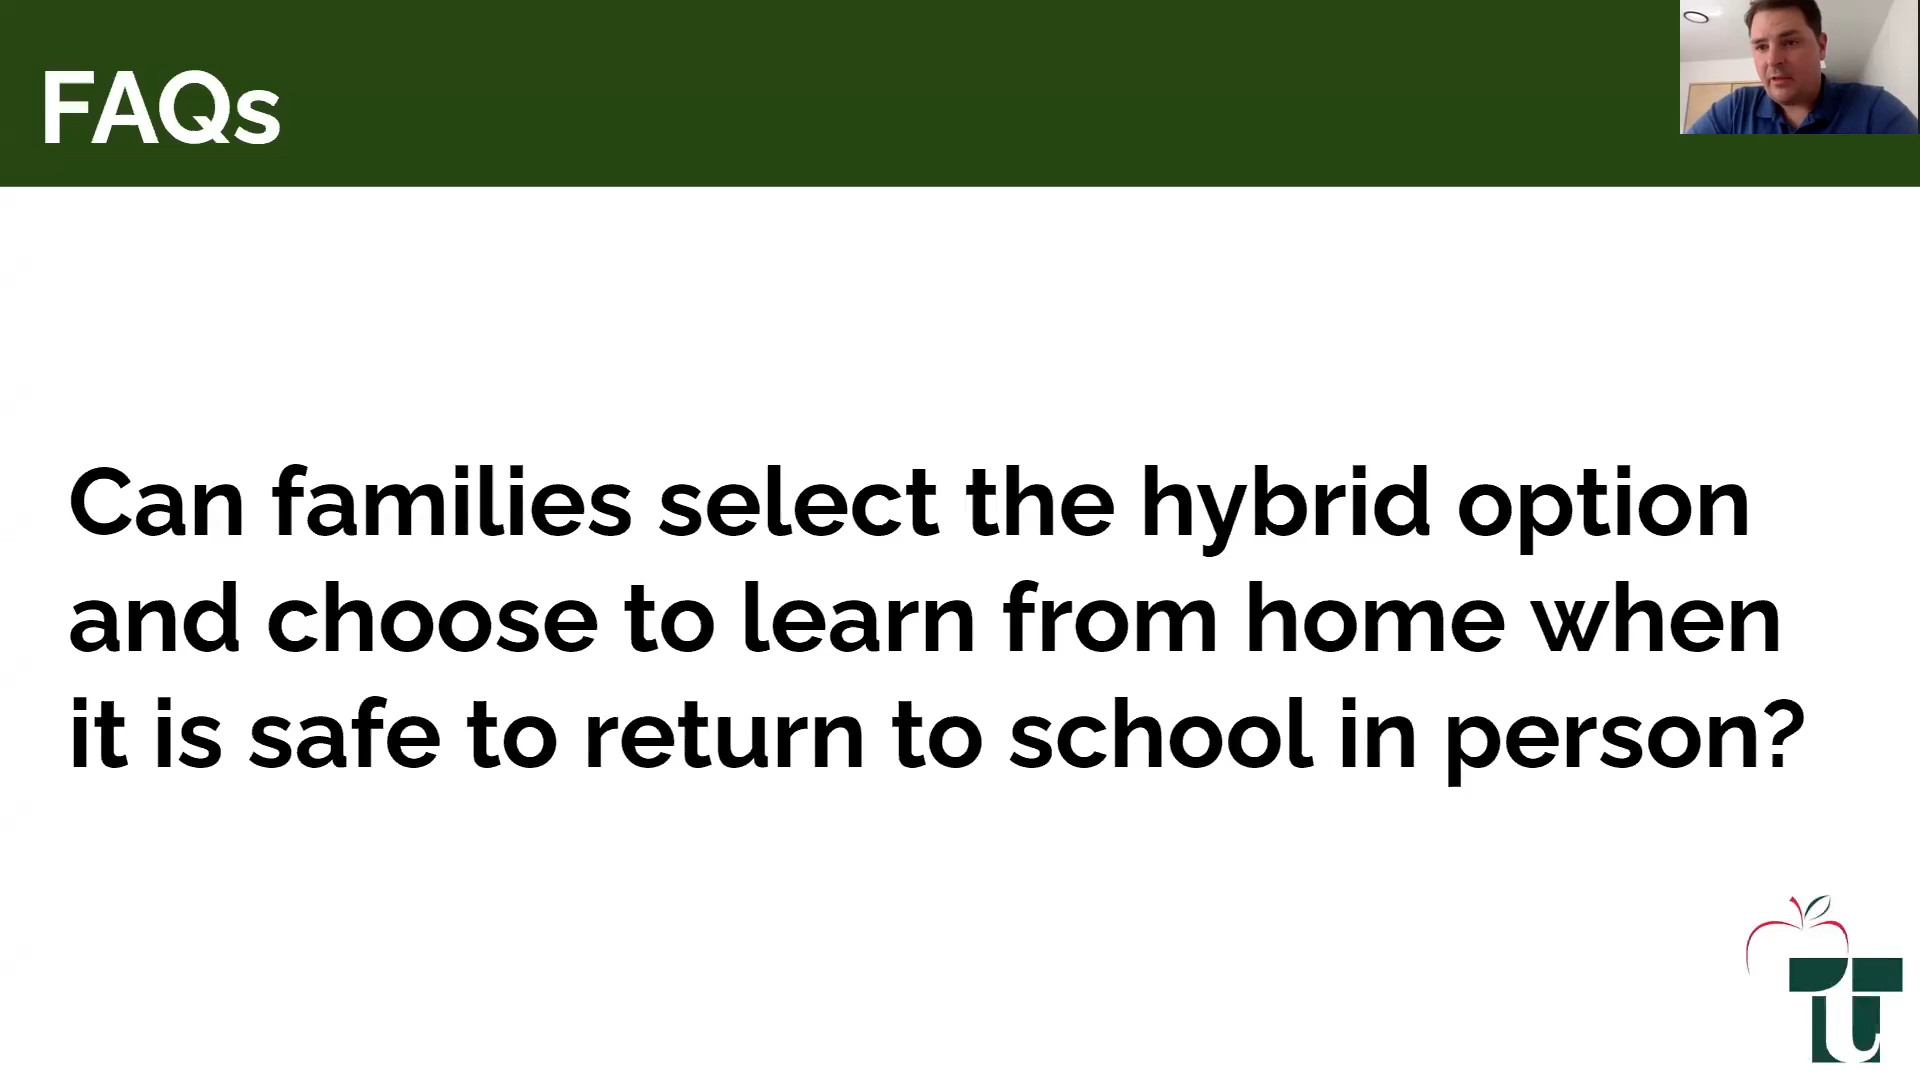 FAQs
Can families select the hybrid option
and choose to learn from home when
it is safe to return to school in person?
TU